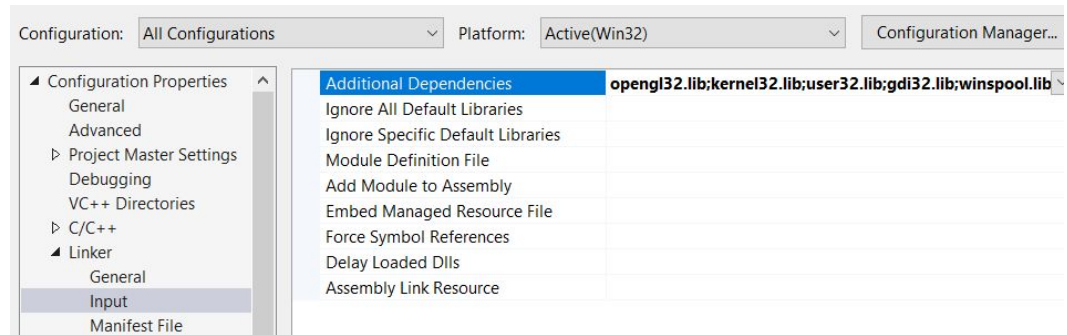 Configuration: All Configurations Platform: Active(Win32) Configuration Manager...
Configuration Properties
General
Advanced
Project Master Settings
Debugging
VC++ Directories
C/C++
Linker
General
Input
Manifest File
Additional Dependencies opengl32.lib;kernel32.lib;user32.lib;gdi32.lib;winspool.lib
Ignore All Default Libraries
Ignore Specific Default Libraries
Module Definition File
Add Module to Assembly
Embed Managed Resource File
Force Symbol References
Delay Loaded Dlls
Assembly Link Resource